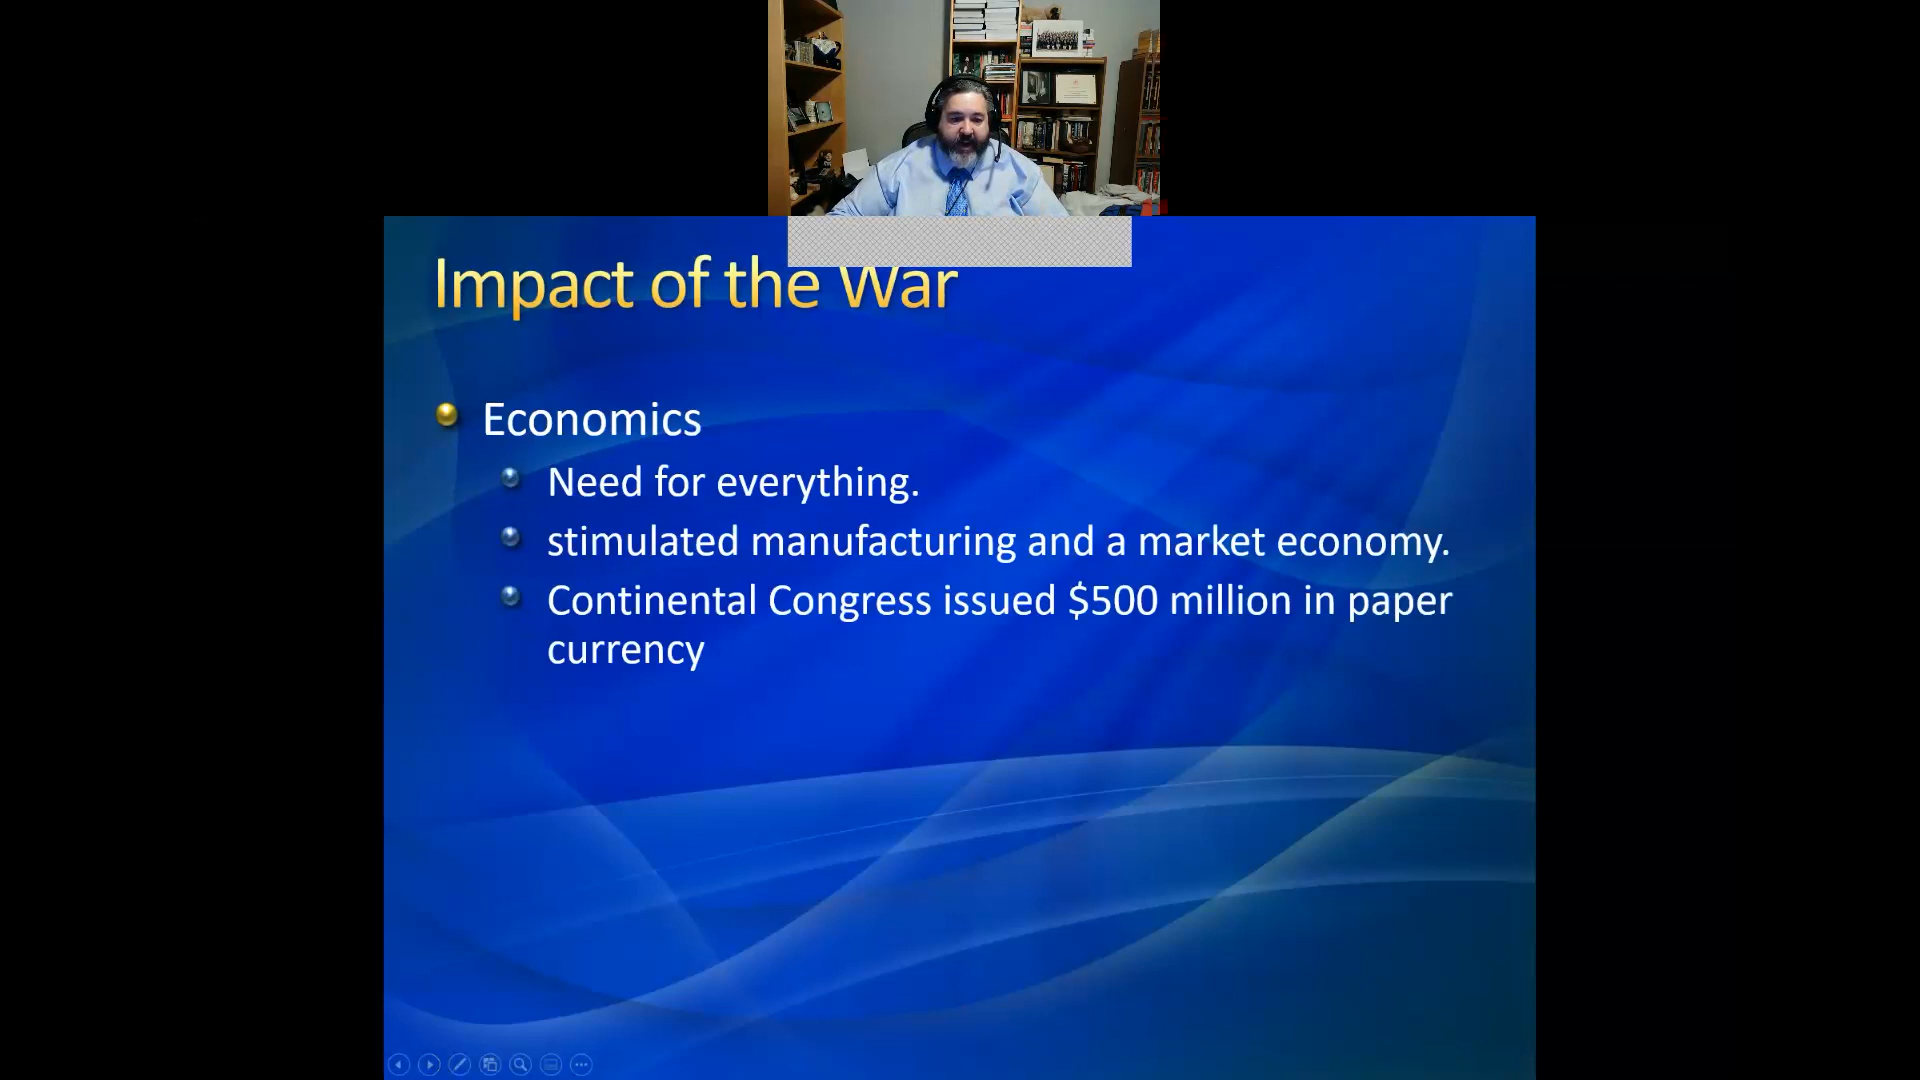 Impact of the War
Economics
Need for everything.
stimulated manufacturing and a market economy.
Continental Congress issued $500 million in paper
currency